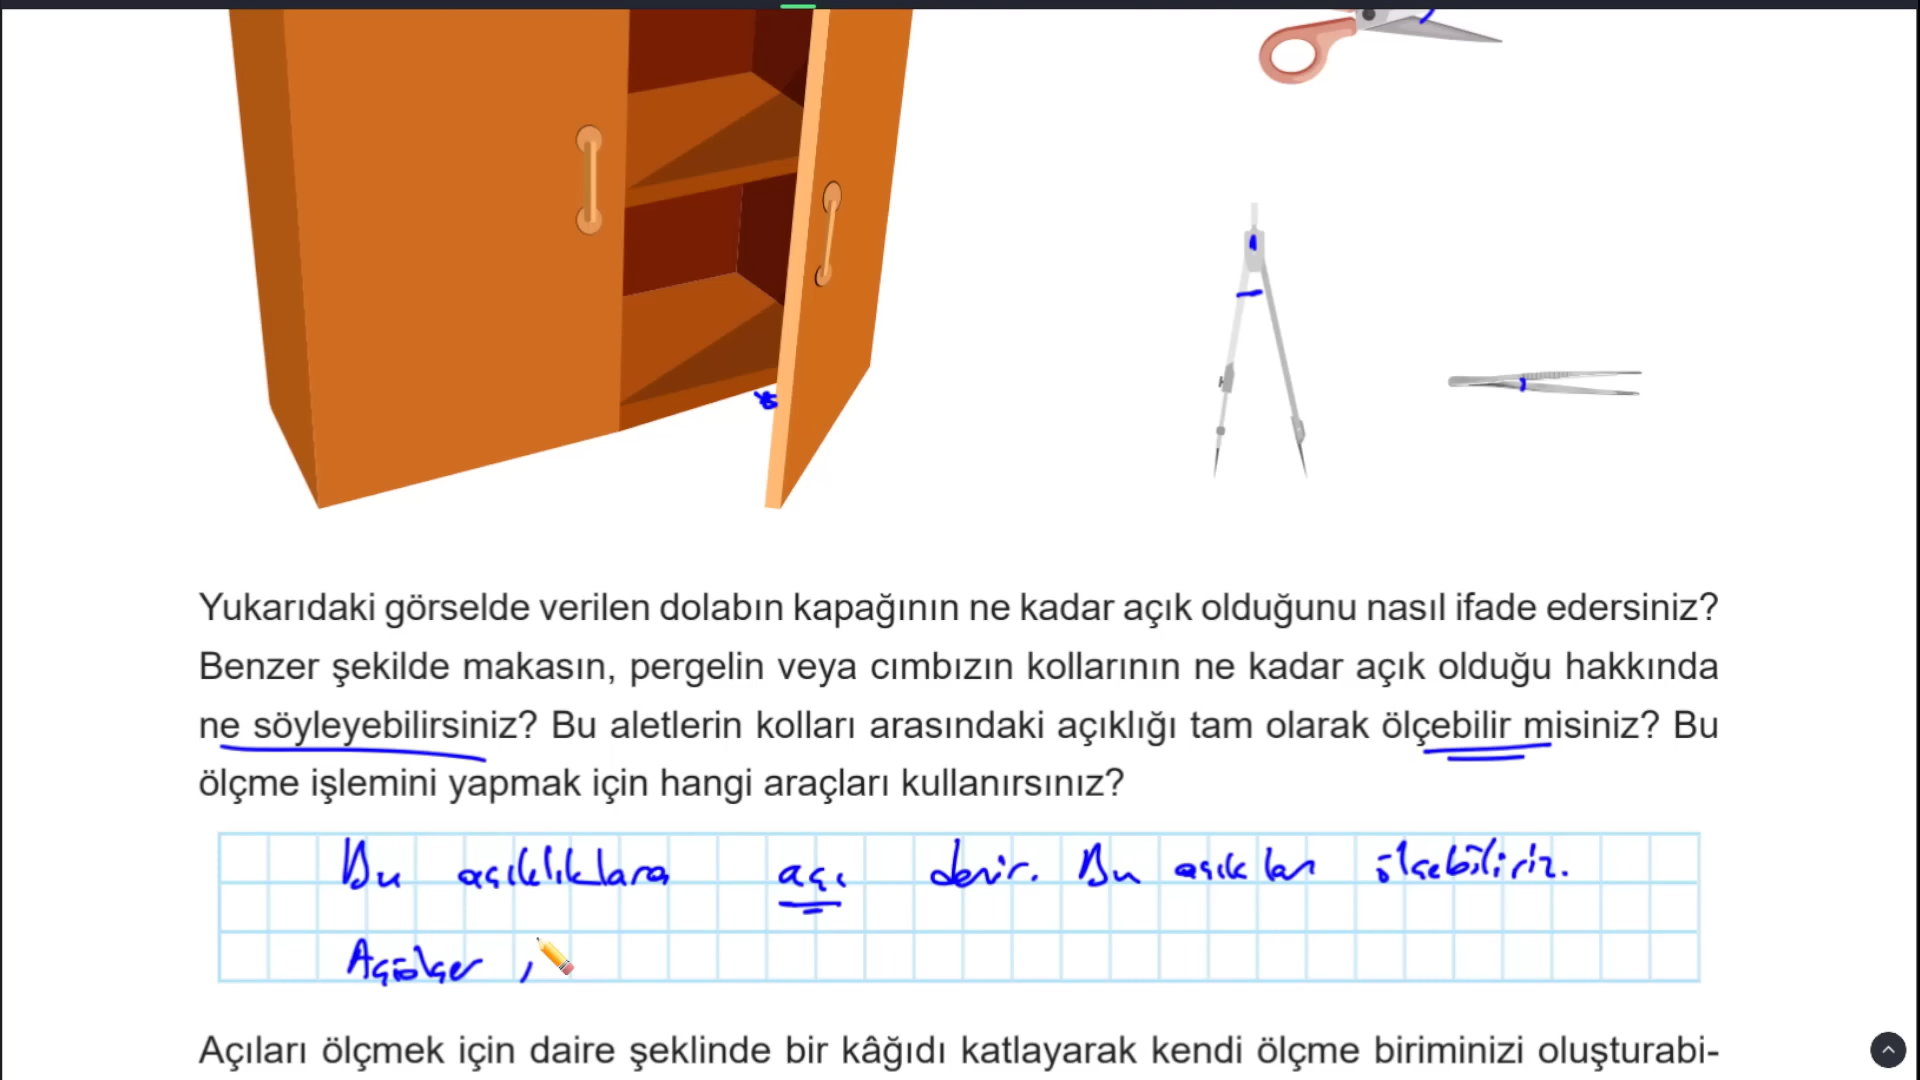 Yukarıdaki görselde verilen dolabın kapağının ne kadar açık olduğunu nasıl ifade edersiniz?
Benzer şekilde makasın, pergelin veya cımbızın kollarının ne kadar açık olduğu hakkında
ne söyleyebilirsiniz? Bu aletlerin kolları arasındaki açıklığı tam olarak ölçebilir misiniz? Bu
ölçme işlemini yapmak için hangi araçları kullanırsınız?
Bu açıklıklara açı denir. Bu açıkları ölçebiliriz.
Açıölçer ,
Açıları ölçmek için daire şeklinde bir kâğıdı katlayarak kendi ölçme biriminizi oluşturabi-